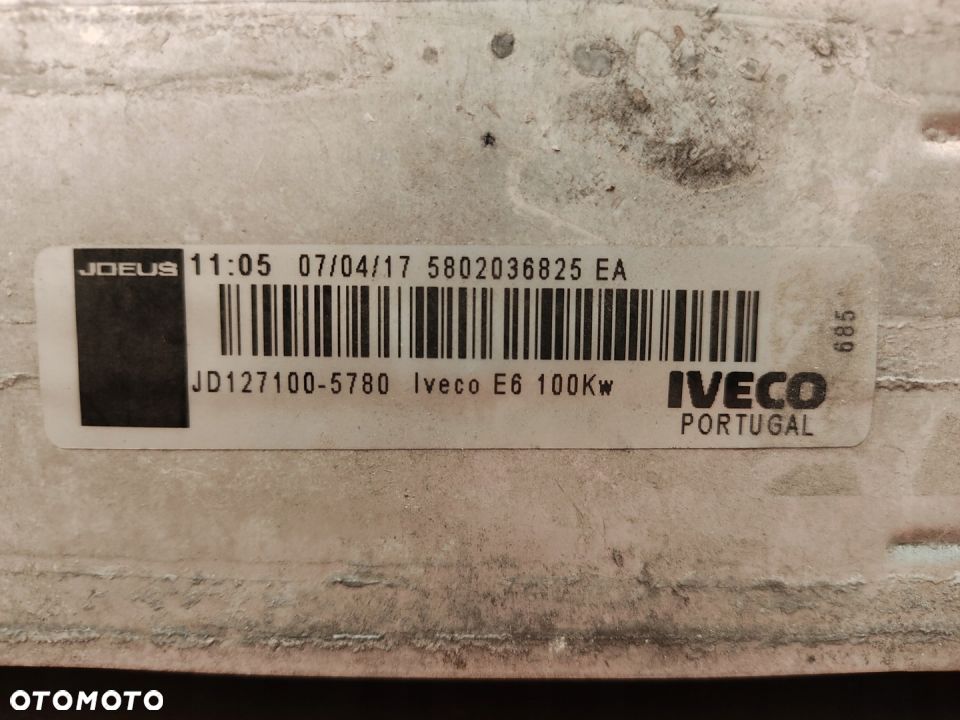 JDEUS 11:05 07/04/17 5802036825 EA
685
JD127100-5780 Iveco E6 100Kw IVECO
PORTUGAL
OTOMOTO